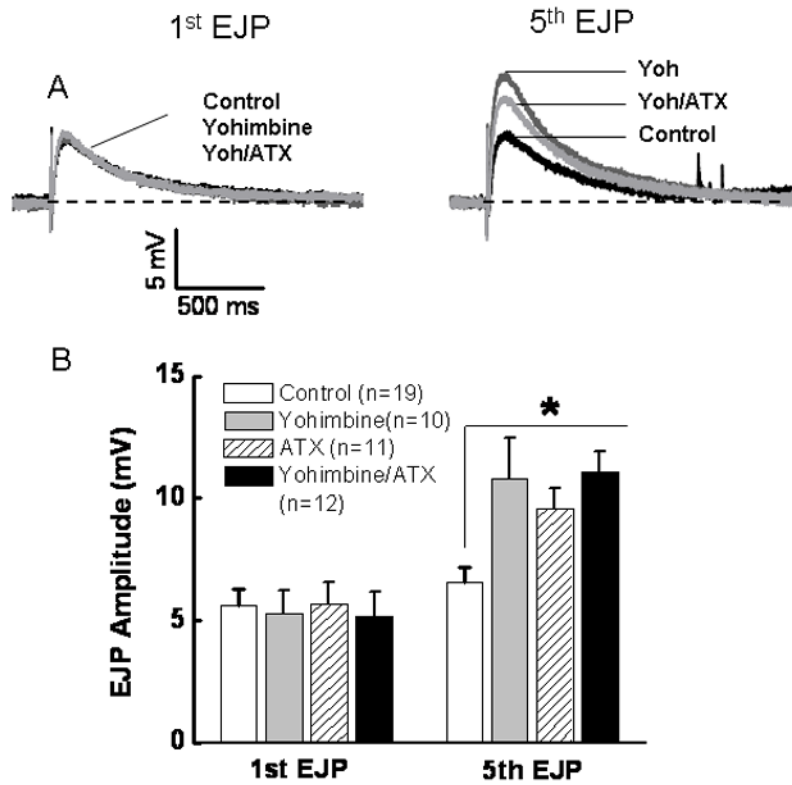 1st EJP
5th EJP
A
Control
Yohimbine
Yoh/ATX
Yoh
Yoh/ATX
Control
5 mV
500 ms
B
EJP Amplitude (mV)
15
10
5
0
Control (n=19)
Yohimbine(n=10)
ATX (n=11)
Yohimbine/ATX
(n=12)
*
1st EJP
5th EJP